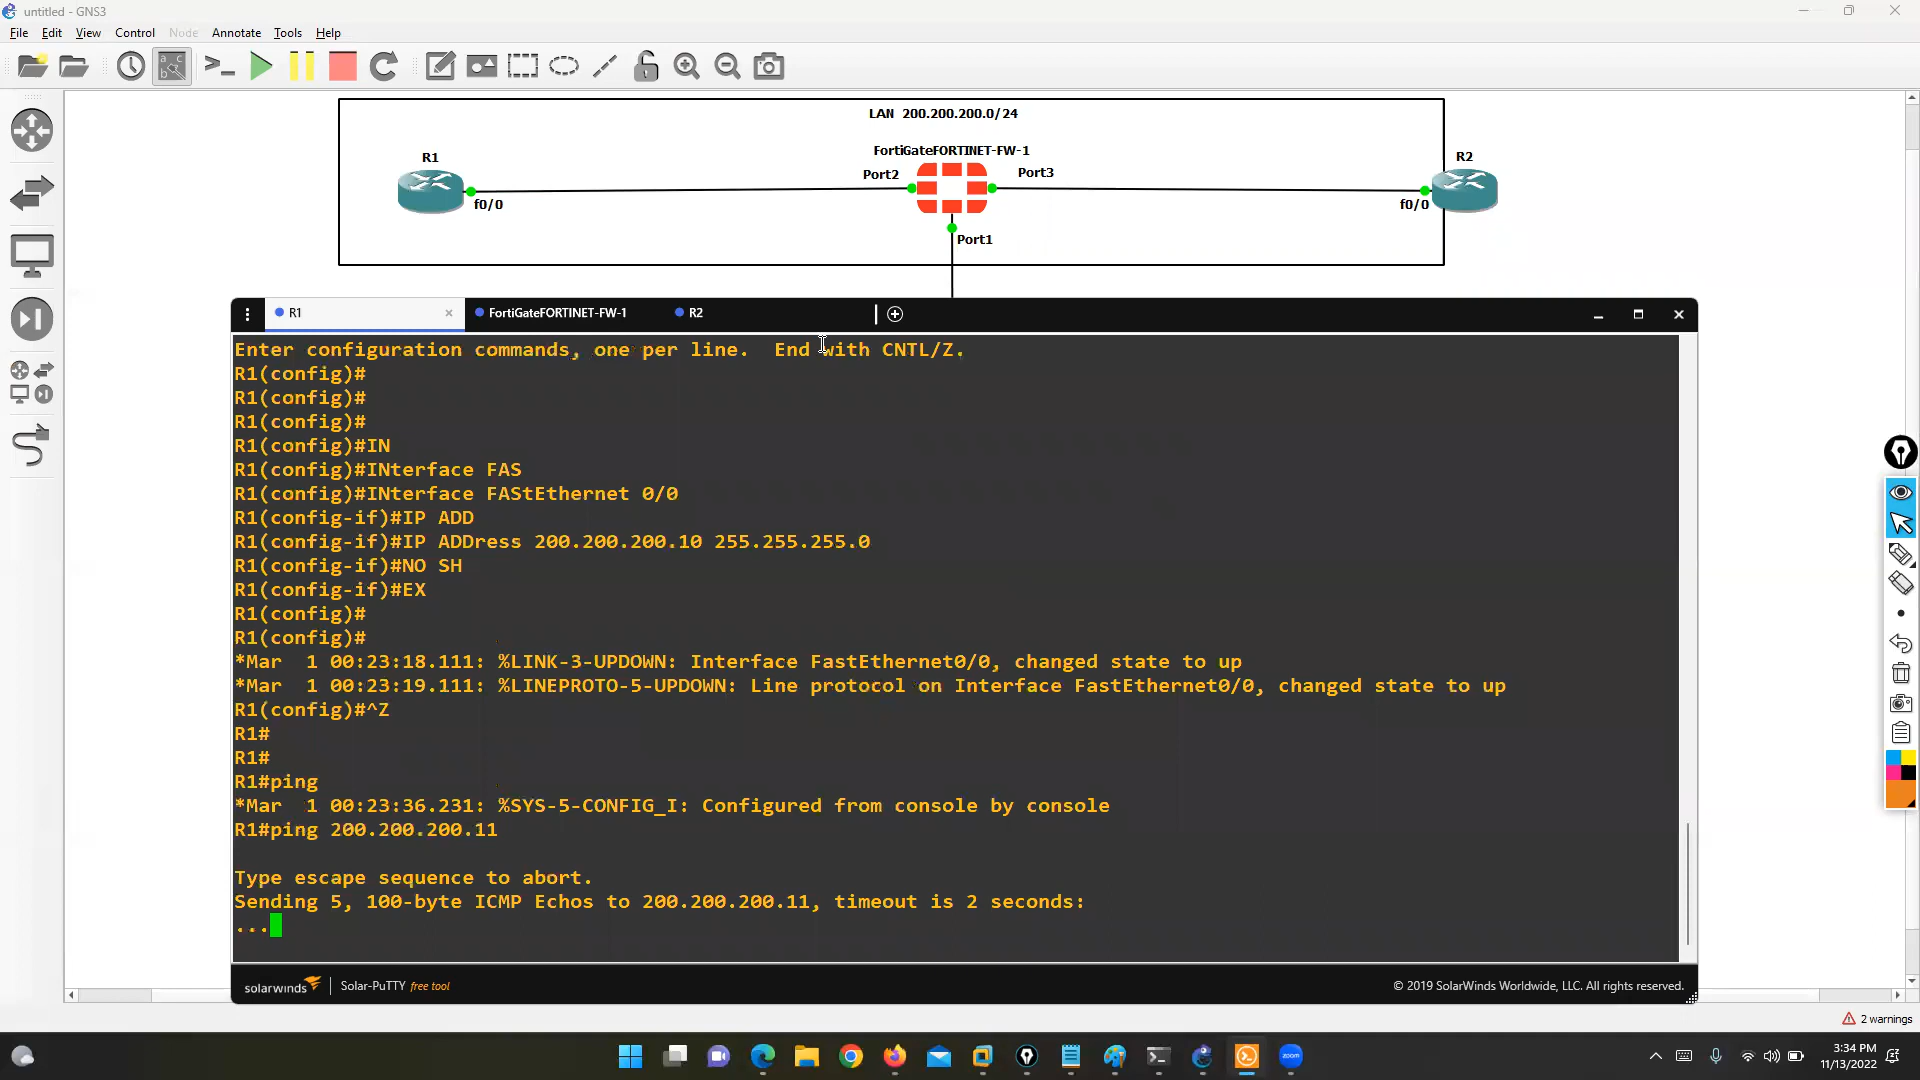 untitled - GNS3
File Edit View Control Node Annotate Tools Help
LAN 200.200.200.0/24
FortiGateFORTINET-FW-1
R1
R2
Port2
Port3
f0/0
f0/0
Port1
R1
FortiGateFORTINET-FW-1
R2
Enter configuration commands, one per line. End with CNTL/Z.
R1(config)#
R1(config)#
R1(config)#
R1(config)#IN
R1(config)#INterface FAS
R1(config)#INterface FAStEthernet 0/0
R1(config-if)#IP ADD
R1(config-if)#IP ADDress 200.200.200.10 255.255.255.0
R1(config-if)#NO SH
R1(config-if)#EX
R1(config)#
R1(config)#
*Mar 1 00:23:18.111: %LINK-3-UPDOWN: Interface FastEthernet0/0, changed state to up
*Mar 1 00:23:19.111: %LINEPROTO-5-UPDOWN: Line protocol on Interface FastEthernet0/0, changed state to up
R1(config)#^Z
R1#
R1#
R1#ping
*Mar 1 00:23:36.231: %SYS-5-CONFIG_I: Configured from console by console
R1#ping 200.200.200.11
Type escape sequence to abort.
Sending 5, 100-byte ICMP Echos to 200.200.200.11, timeout is 2 seconds:
...
solarwinds Solar-PuTTY free tool
© 2019 SolarWinds Worldwide, LLC. All rights reserved.
2 warnings
zoom
3:34 PM
11/13/2022